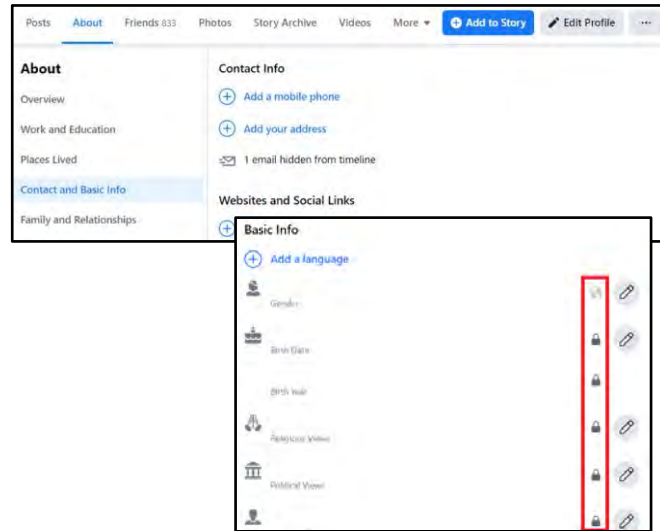 Posts About Friends 833 Photos Story Archive Videos More Add to Story Edit Profile ...
About
Overview
Work and Education
Places Lived
Contact and Basic Info
Family and Relationships
Contact Info
Add a mobile phone
Add your address
1 email hidden from timeline
Websites and Social Links
Basic Info
Add a language
Gender
Birth Date
Birth Year
Religious Views
Political Views